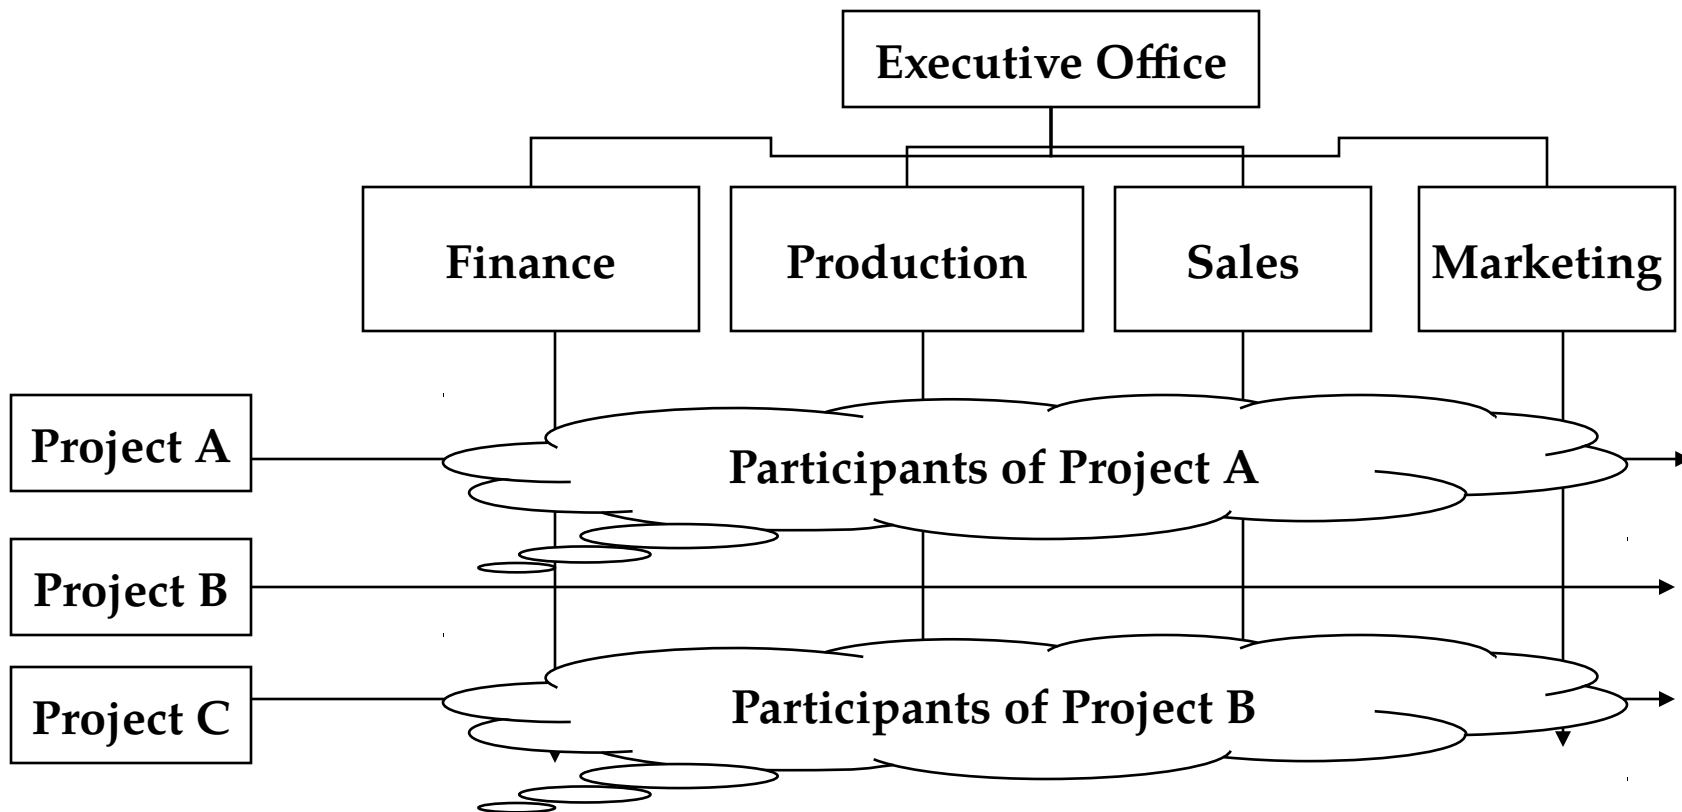 Executive Office
Finance
Production
Sales
Marketing
Project A
Participants of Project A
Project B
Project C
Participants of Project B